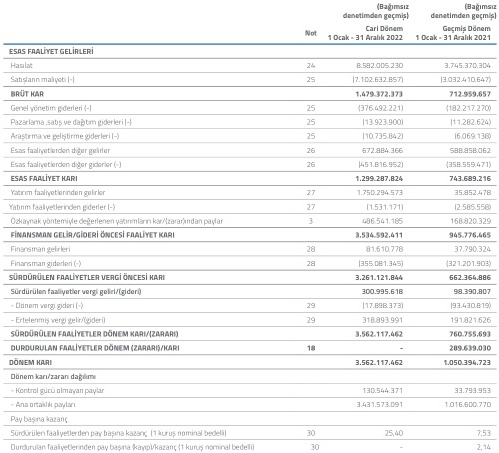 (Bağımsız denetimden geçmiş) (Bağımsız denetimden geçmiş)
Not Cari Dönem 1 Ocak - 31 Aralık 2022 Geçmiş Dönem 1 Ocak - 31 Aralık 2021
ESAS FAALİYET GELİRLERİ
Hasılat 24 8.582.005.230 3.745.370.304
Satışların maliyeti (-) 25 (7.102.632.857) (3.032.410.647)
BRÜT KAR 1.479.372.373 712.959.657
Genel yönetim giderleri (-) 25 (376.492.221) (182.217.270)
Pazarlama ,satış ve dağıtım giderleri (-) 25 (13.923.900) (11.282.624)
Araştırma ve geliştirme giderleri (-) 25 (10.735.842) (6.069.138)
Esas faaliyetlerden diğer gelirler 26 672.884.366 588.858.062
Esas faaliyetlerden diğer giderler (-) 26 (451.816.952) (358.559.471)
ESAS FAALİYET KARI 1.299.287.824 743.689.216
Yatırım faaliyetlerinden gelirler 27 1.750.294.573 35.852.478
Yatırım faaliyetlerinden giderler (-) 27 (1.531.171) (2.585.558)
Özkaynak yöntemiyle değerlenen yatırımların kar/(zarar)ından paylar 3 486.541.185 168.820.329
FİNANSMAN GELİR/GİDERİ ÖNCESİ FAALİYET KARI 3.534.592.411 945.776.465
Finansman gelirleri 28 81.610.778 37.790.324
Finansman giderleri (-) 28 (355.081.345) (321.201.903)
SÜRDÜRÜLEN FAALİYETLER VERGİ ÖNCESİ KARI 3.261.121.844 662.364.886
Sürdürülen faaliyetler vergi geliri/(gideri) 300.995.618 98.390.807
- Dönem vergi gideri (-) 29 (17.898.373) (93.430.819)
- Ertelenmiş vergi gelir/(gideri) 29 318.893.991 191.821.626
SÜRDÜRÜLEN FAALİYETLER DÖNEM KARI/(ZARARI) 3.562.117.462 760.755.693
DURDURULAN FAALİYETLER DÖNEM (ZARARI)/KARI 18 - 289.639.030
DÖNEM KARI 3.562.117.462 1.050.394.723
Dönem karı/zararı dağılımı
- Kontrol gücü olmayan paylar 130.544.371 33.793.953
- Ana ortaklık payları 3.431.573.091 1.016.600.770
Pay başına kazanç
Sürdürülen faaliyetlerden pay başına kazanç (1 kuruş nominal bedelli) 30 25,40 7,53
Durdurulan faaliyetlerinden pay başına (kayıp)/kazanç (1 kuruş nominal bedelli) 30 - 2,14